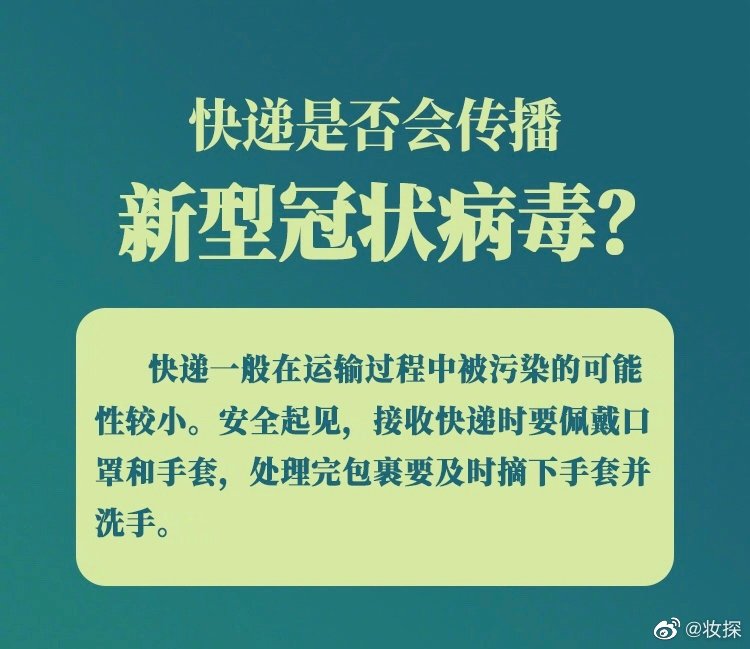 快递是否会传播
新型冠状病毒？
快递一般在运输过程中被污染的可能
性较小。安全起见，接收快递时要佩戴口
罩和手套，处理完包裹要及时摘下手套并
洗手。
@妆探